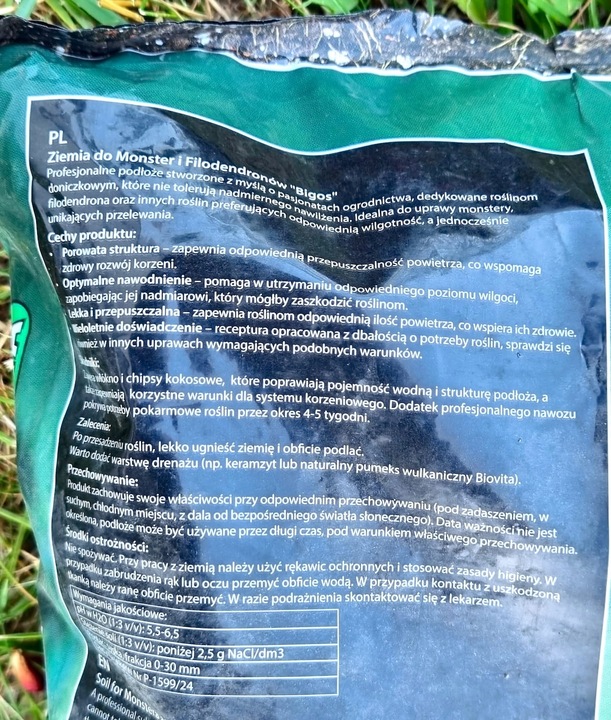 PL
Ziemia do Monster i Filodendronów "Bigos"
Profesjonalne podłoże stworzone z myślą o pasjonatach ogrodnictwa, dedykowane roślinom
doniczkowym, które nie tolerują nadmiernego nawilżenia. Idealna do uprawy monstery,
filodendrona oraz innych roślin preferujących odpowiednią wilgotność, a jednocześnie
unikających przelewania.
Cechy produktu:
Porowata struktura – zapewnia odpowiednią przepuszczalność powietrza, co wspomaga
zdrowy rozwój korzeni.
Optymalne nawodnienie – pomaga w utrzymaniu odpowiedniego poziomu wilgoci,
zapobiegając jej nadmiarowi, który mógłby zaszkodzić roślinom.
Lekka i przepuszczalna – zapewnia roślinom odpowiednią ilość powietrza, co wspiera ich zdrowie.
Wieloletnie doświadczenie – receptura opracowana z dbałością o potrzeby roślin, sprawdzi się
również w innych uprawach wymagających podobnych warunków.
włókno i chipsy kokosowe, które poprawiają pojemność wodną i strukturę podłoża, a
także zapewniają korzystne warunki dla systemu korzeniowego. Dodatek profesjonalnego nawozu
pokrywa potrzeby pokarmowe roślin przez okres 4-5 tygodni.
Zalecenia:
Po przesadzeniu roślin, lekko ugnieść ziemię i obficie podlać.
Warto dodać warstwę drenażu (np. keramzyt lub naturalny pumeks wulkaniczny Biovita).
Przechowywanie:
Produkt zachowuje swoje właściwości przy odpowiednim przechowywaniu (pod zadaszeniem, w
suchym, chłodnym miejscu, z dala od bezpośredniego światła słonecznego). Data ważności nie jest
określona, podłoże może być używane przez długi czas, pod warunkiem właściwego przechowywania.
Środki ostrożności:
Nie spożywać. Przy pracy z ziemią należy użyć rękawic ochronnych i stosować zasady higieny. W
przypadku zabrudzenia rąk lub oczu przemyć obficie wodą. W przypadku kontaktu z uszkodzoną
tkanką należy ranę obficie przemyć. W razie podrażnienia skontaktować się z lekarzem.
Wymagania jakościowe:
pH w H2O (1:3 v/v): 5,5-6,5
soli (1:3 v/v): poniżej 2,5 g NaCl/dm3
frakcja 0-30 mm
Nr P-1599/24
EN
Soil for Monstera
A professional
cannot